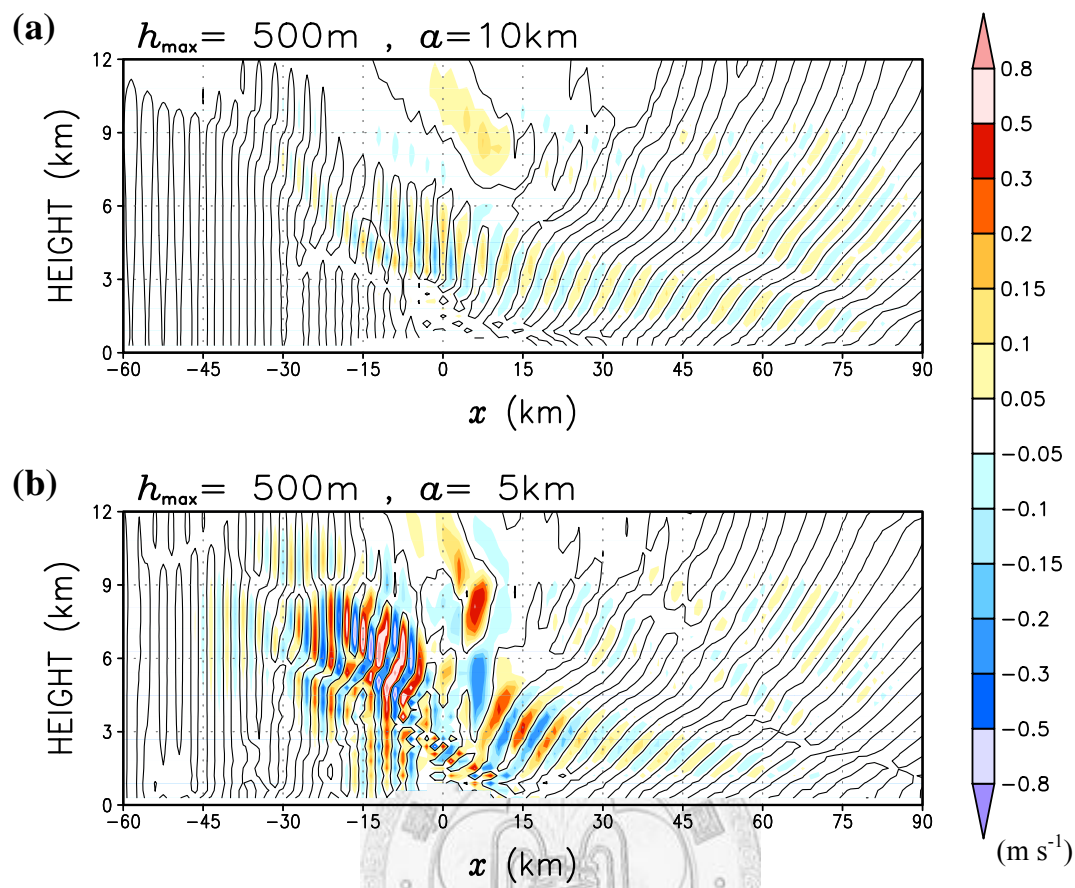 (a)
h_max = 500m , a=10km
HEIGHT (km)
12
9
6
3
0
−60 −45 −30 −15 0 15 30 45 60 75 90
x (km)
(b)
h_max = 500m , a= 5km
HEIGHT (km)
12
9
6
3
0
−60 −45 −30 −15 0 15 30 45 60 75 90
x (km)
0.8
0.5
0.3
0.2
0.15
0.1
0.05
−0.05
−0.1
−0.15
−0.2
−0.3
−0.5
−0.8
(m s⁻¹)